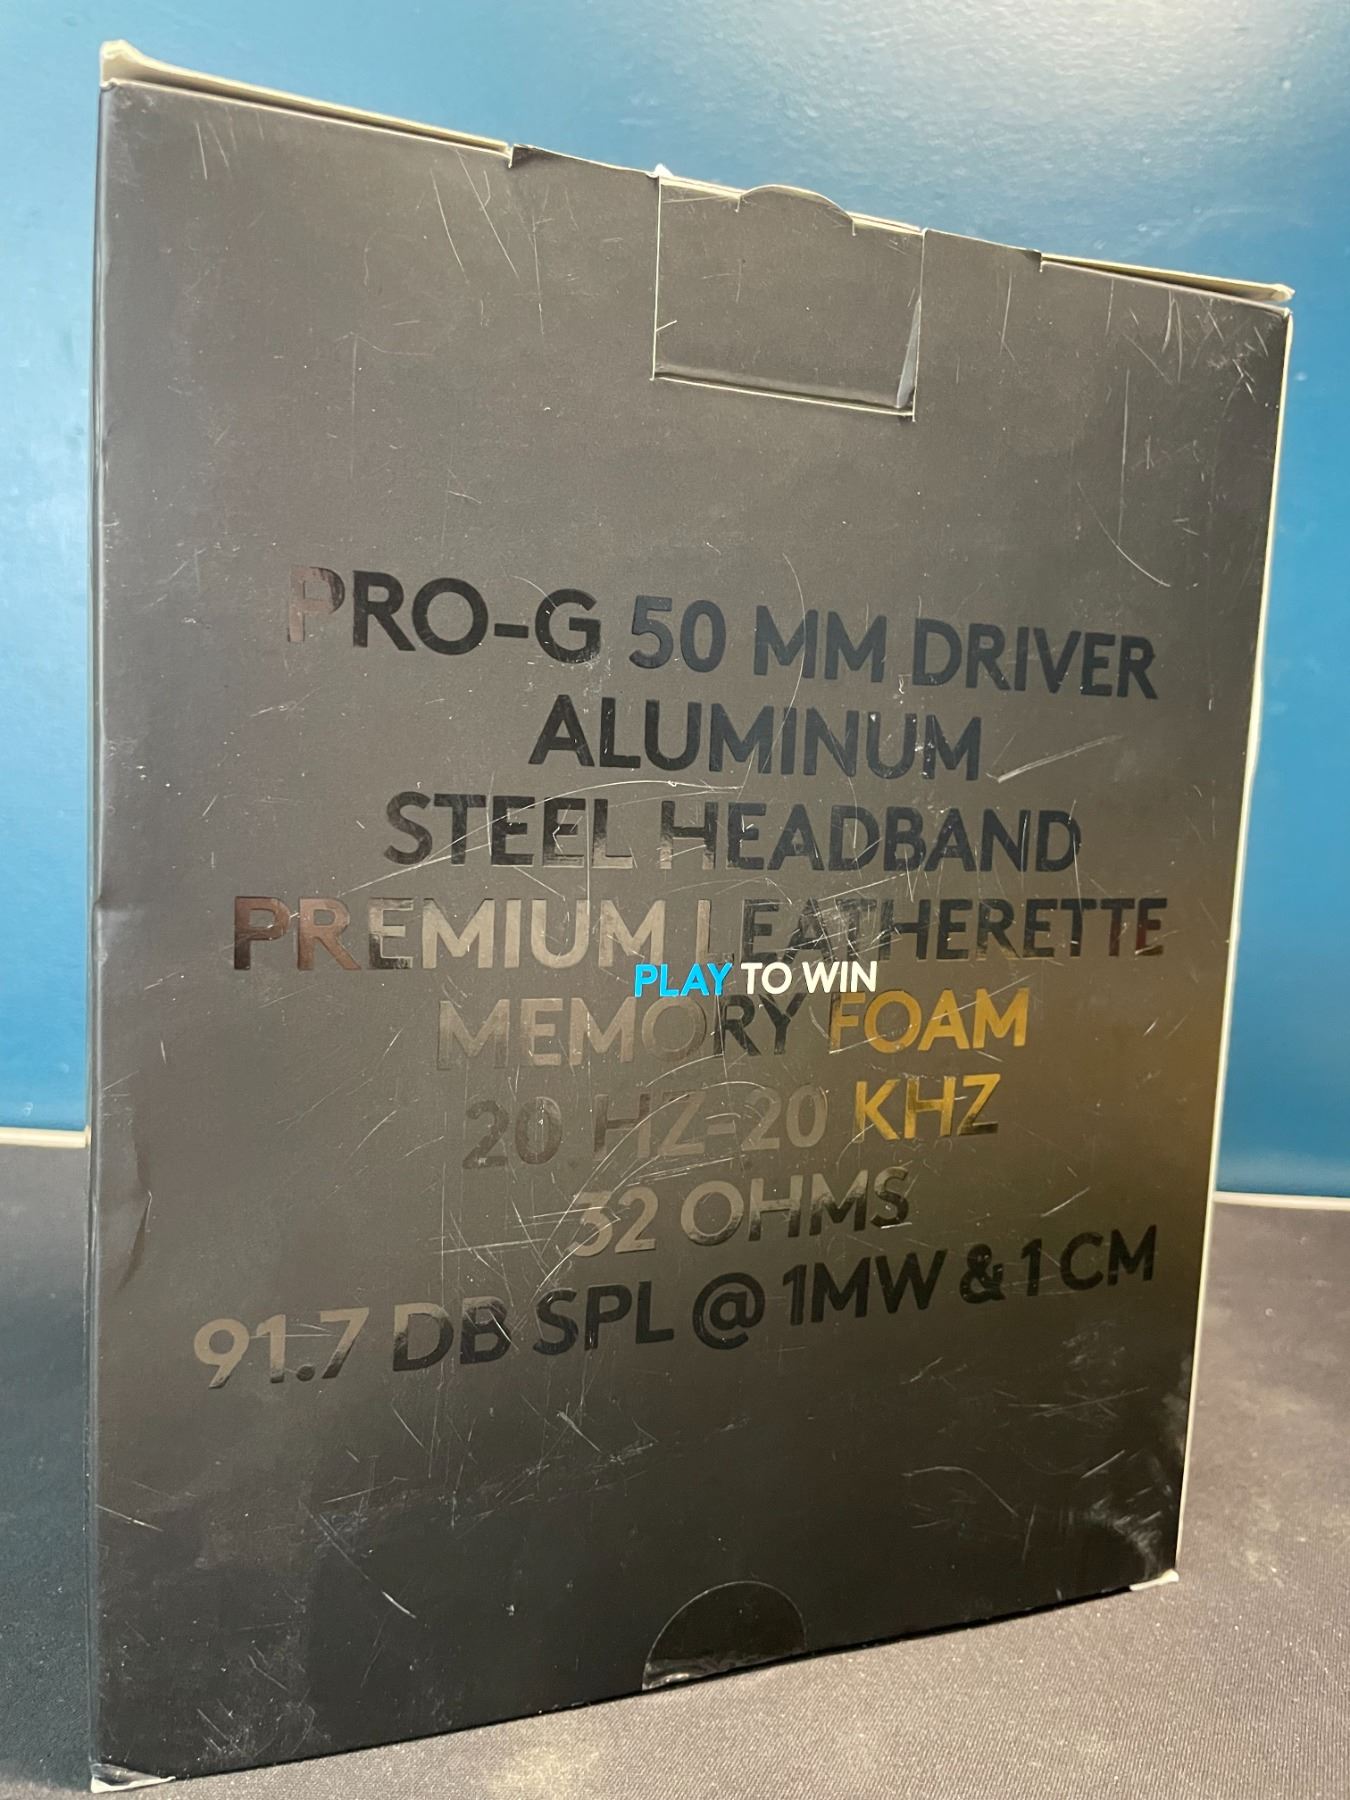 PRO-G 50 MM DRIVER
ALUMINUM
STEEL HEADBAND
PREMIUM LEATHERETTE
PLAY TO WIN
MEMORY FOAM
20 HZ-20 KHZ
32 OHMS
91.7 DB SPL @ 1MW & 1 CM